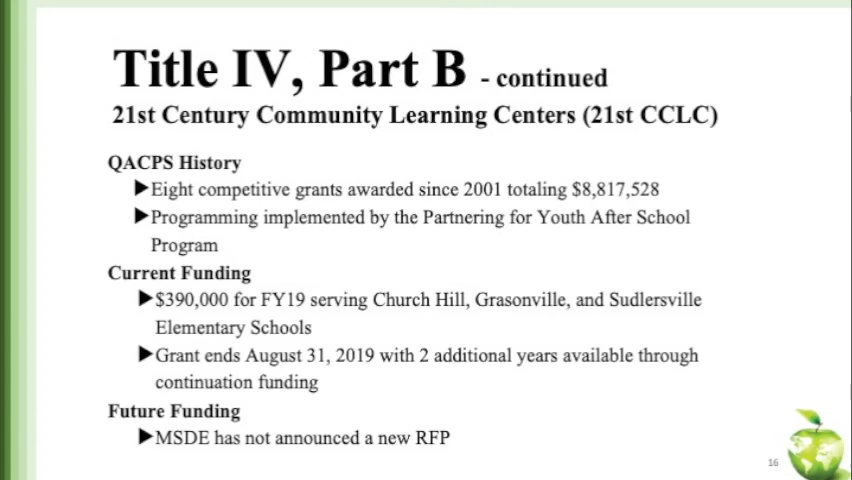 Title IV, Part B - continued
21st Century Community Learning Centers (21st CCLC)
QACPS History
▶Eight competitive grants awarded since 2001 totaling $8,817,528
▶Programming implemented by the Partnering for Youth After School
Program
Current Funding
▶$390,000 for FY19 serving Church Hill, Grasonville, and Sudlersville
Elementary Schools
▶Grant ends August 31, 2019 with 2 additional years available through
continuation funding
Future Funding
▶MSDE has not announced a new RFP
16